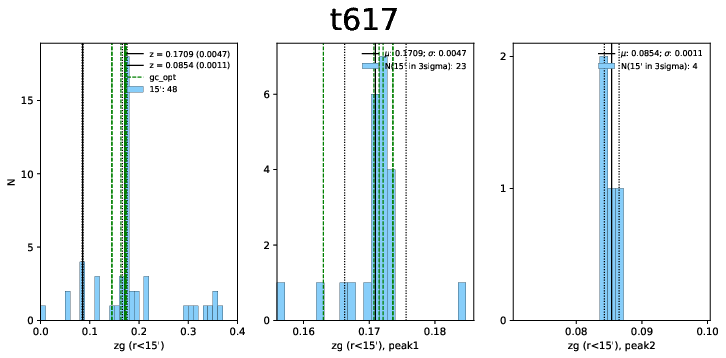 t617
z = 0.1709 (0.0047)
z = 0.0854 (0.0011)
gc_opt
15': 48
N
15
10
5
0
0.0 0.1 0.2 0.3 0.4
zg (r<15')
μ: 0.1709; σ: 0.0047
N(15' in 3sigma): 23
6
4
2
0
0.16 0.17 0.18
zg (r<15'), peak1
μ: 0.0854; σ: 0.0011
N(15' in 3sigma): 4
2
1
0
0.08 0.09 0.10
zg (r<15'), peak2